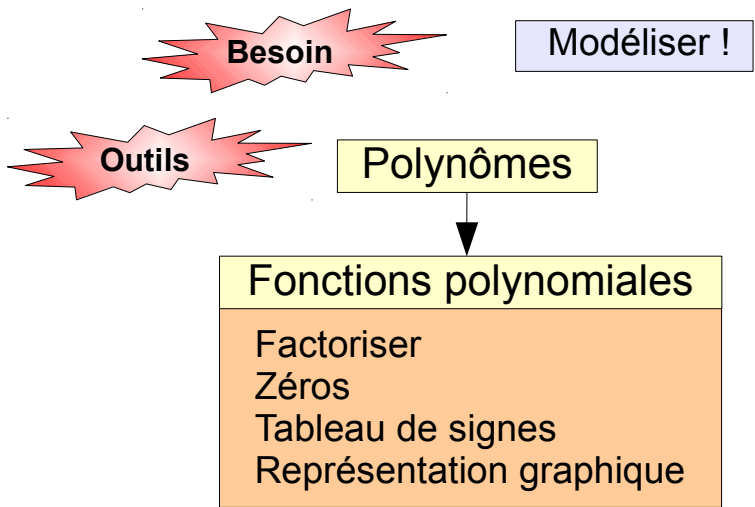 Besoin
Modéliser !
Outils
Polynômes
Fonctions polynomiales
Factoriser
Zéros
Tableau de signes
Représentation graphique